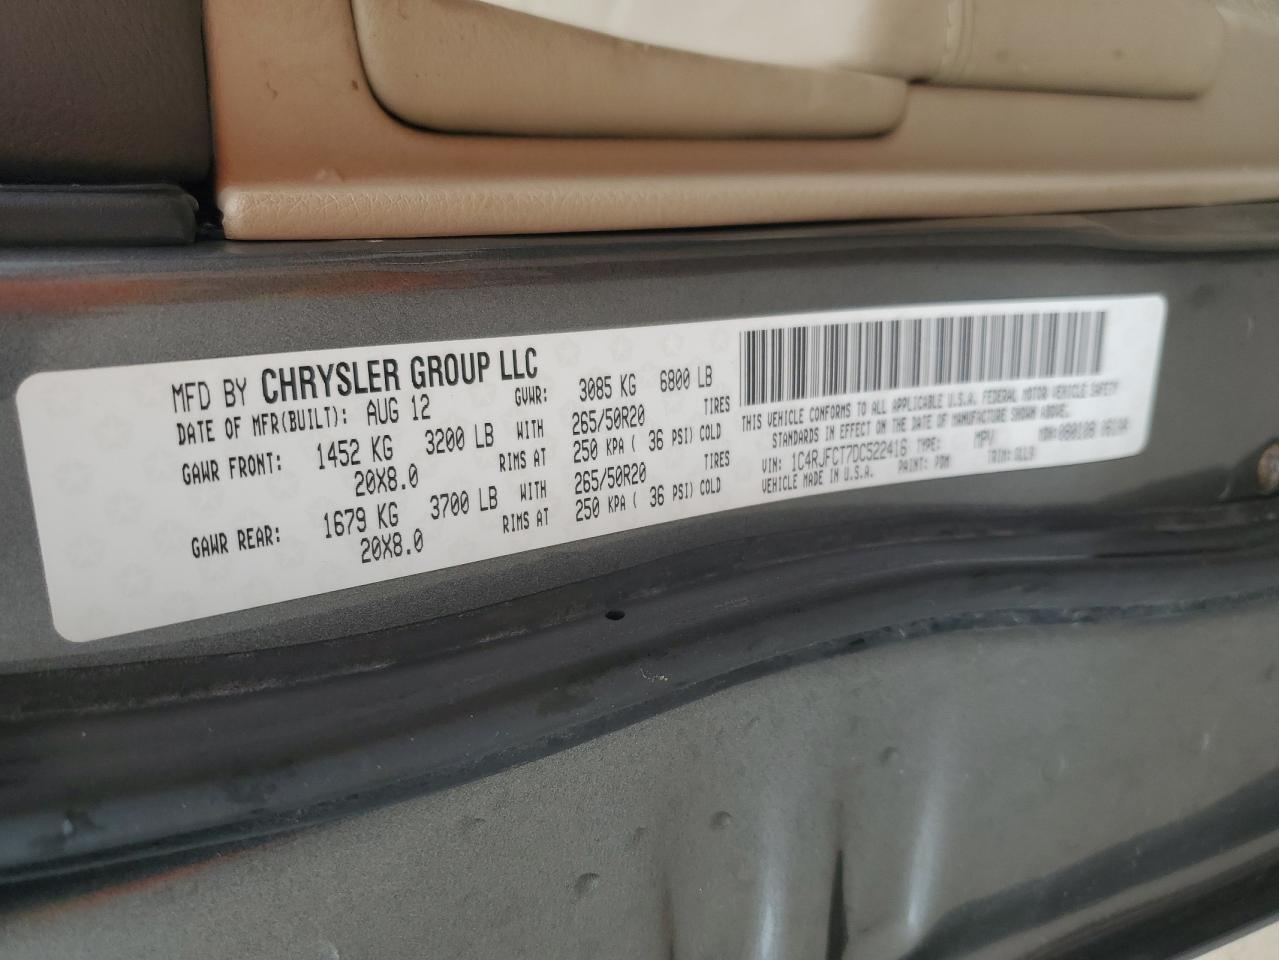 MFD BY CHRYSLER GROUP LLC
DATE OF MFR(BUILT): AUG 12 GVWR: 3085 KG 6800 LB
GAWR FRONT: 1452 KG 3200 LB WITH 265/50R20 TIRES
20X8.0 RIMS AT 250 KPA ( 36 PSI) COLD
GAWR REAR: 1679 KG 3700 LB WITH 265/50R20 TIRES
20X8.0 RIMS AT 250 KPA ( 36 PSI) COLD
THIS VEHICLE CONFORMS TO ALL APPLICABLE U.S.A. FEDERAL MOTOR VEHICLE SAFETY
STANDARDS IN EFFECT ON THE DATE OF MANUFACTURE SHOWN ABOVE.
VIN: 1C4RJFCT7DC522416 TYPE: MPV MDH:
VEHICLE MADE IN U.S.A. PAINT: PDM TRIM: